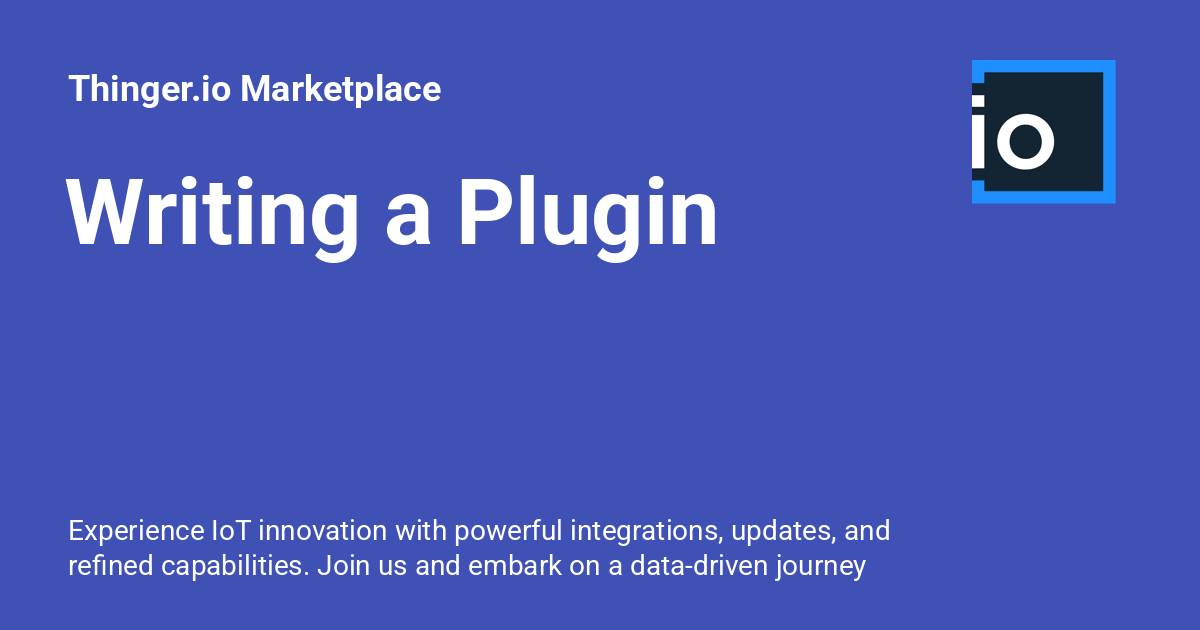 Thinger.io Marketplace
io
Writing a Plugin
Experience IoT innovation with powerful integrations, updates, and
refined capabilities. Join us and embark on a data-driven journey